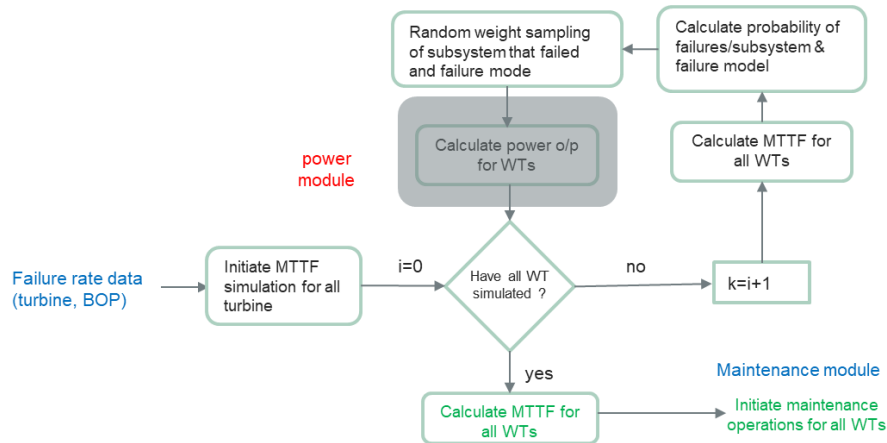 Random weight sampling
of subsystem that failed
and failure mode
Calculate probability of
failures/subsystem &
failure model
power
module
Calculate power o/p
for WTs
Calculate MTTF for
all WTs
Failure rate data
(turbine, BOP)
Initiate MTTF
simulation for all
turbine
i=0
Have all WT
simulated ?
no
k=i+1
yes
Maintenance module
Calculate MTTF for
all WTs
Initiate maintenance
operations for all WTs